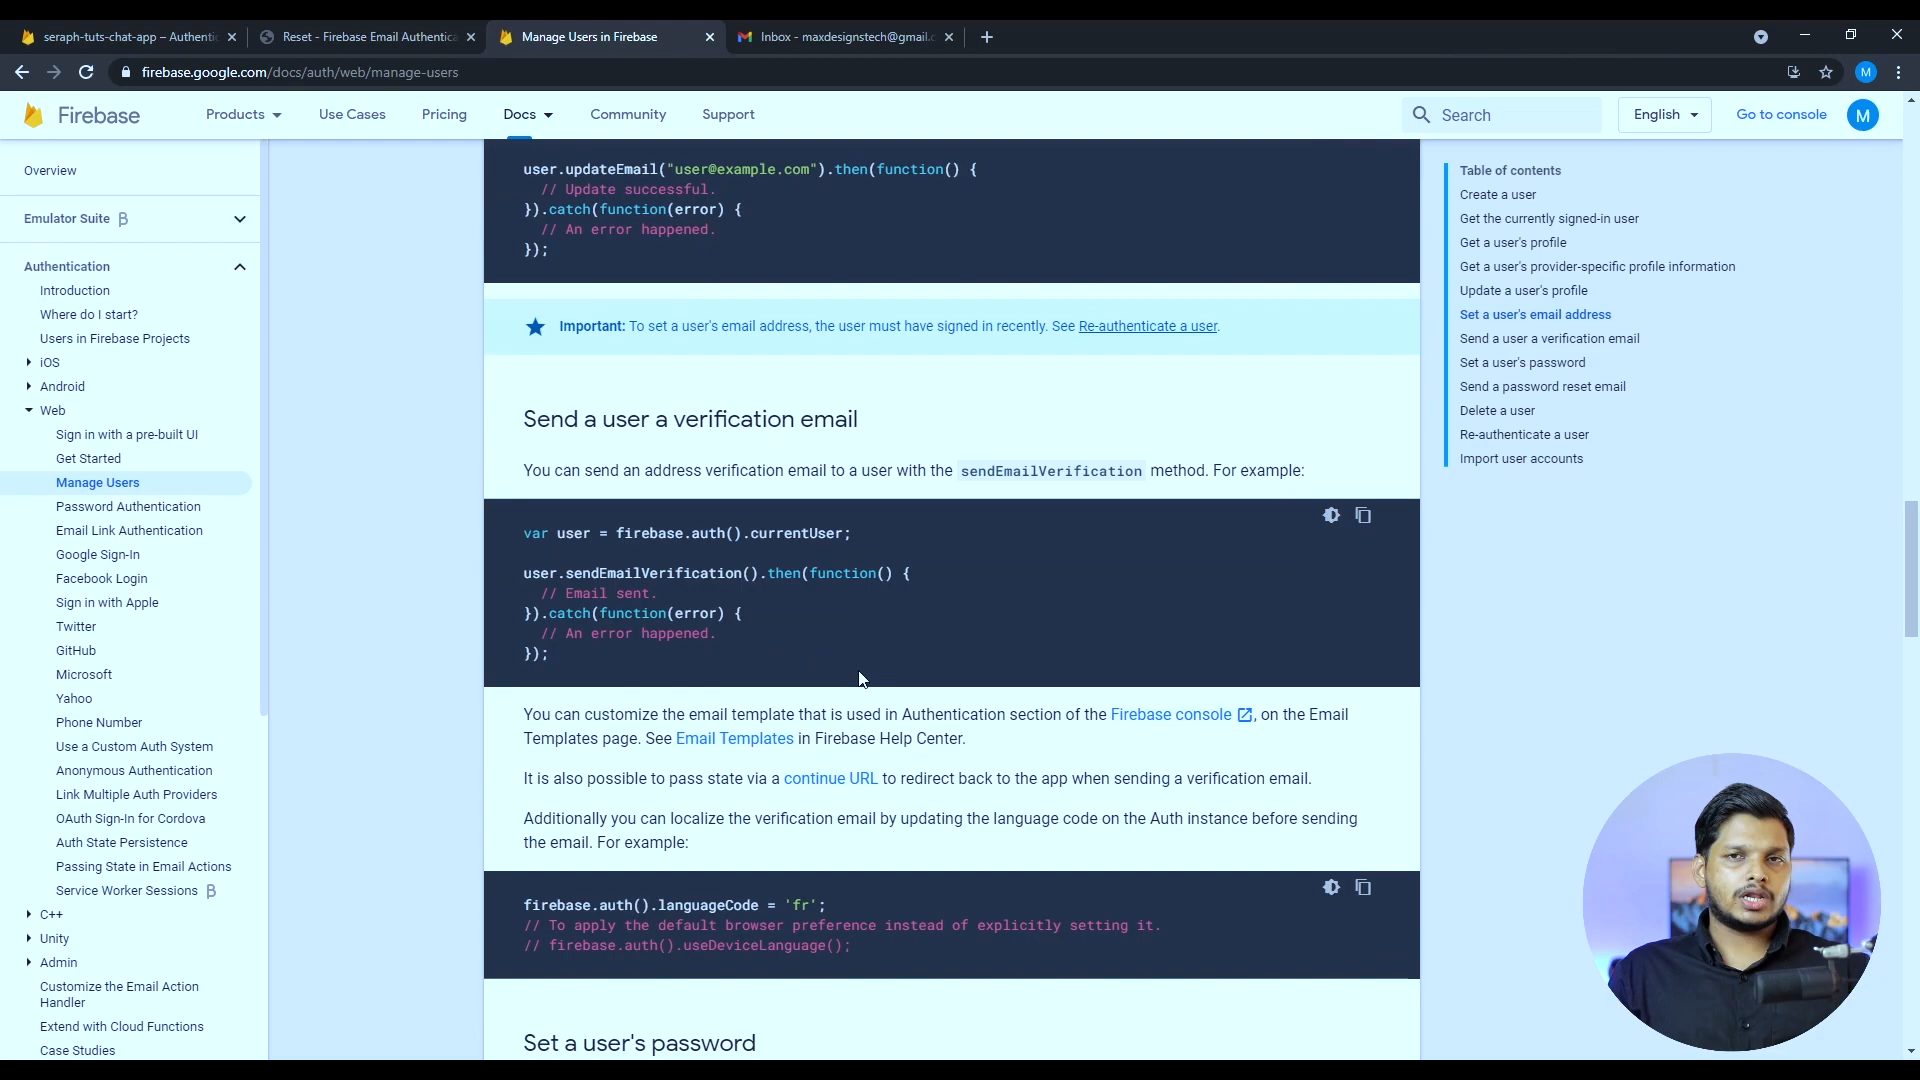 seraph-tuts-chat-app – Authentic
Reset - Firebase Email Authentica
Manage Users in Firebase
Inbox - maxdesignstech@gmail.c
firebase.google.com/docs/auth/web/manage-users
M
Firebase
Products
Use Cases
Pricing
Docs
Community
Support
Search
English
Go to console
M
Overview
Emulator Suite β
Authentication
Introduction
Where do I start?
Users in Firebase Projects
iOS
Android
Web
Sign in with a pre-built UI
Get Started
Manage Users
Password Authentication
Email Link Authentication
Google Sign-In
Facebook Login
Sign in with Apple
Twitter
GitHub
Microsoft
Yahoo
Phone Number
Use a Custom Auth System
Anonymous Authentication
Link Multiple Auth Providers
OAuth Sign-In for Cordova
Auth State Persistence
Passing State in Email Actions
Service Worker Sessions β
C++
Unity
Admin
Customize the Email Action
Handler
Extend with Cloud Functions
Case Studies
user.updateEmail("user@example.com").then(function() {
// Update successful.
}).catch(function(error) {
// An error happened.
});
Important: To set a user's email address, the user must have signed in recently. See Re-authenticate a user.
Send a user a verification email
You can send an address verification email to a user with the sendEmailVerification method. For example:
var user = firebase.auth().currentUser;
user.sendEmailVerification().then(function() {
// Email sent.
}).catch(function(error) {
// An error happened.
});
You can customize the email template that is used in Authentication section of the Firebase console , on the Email
Templates page. See Email Templates in Firebase Help Center.
It is also possible to pass state via a continue URL to redirect back to the app when sending a verification email.
Additionally you can localize the verification email by updating the language code on the Auth instance before sending
the email. For example:
firebase.auth().languageCode = 'fr';
// To apply the default browser preference instead of explicitly setting it.
// firebase.auth().useDeviceLanguage();
Set a user's password
Table of contents
Create a user
Get the currently signed-in user
Get a user's profile
Get a user's provider-specific profile information
Update a user's profile
Set a user's email address
Send a user a verification email
Set a user's password
Send a password reset email
Delete a user
Re-authenticate a user
Import user accounts